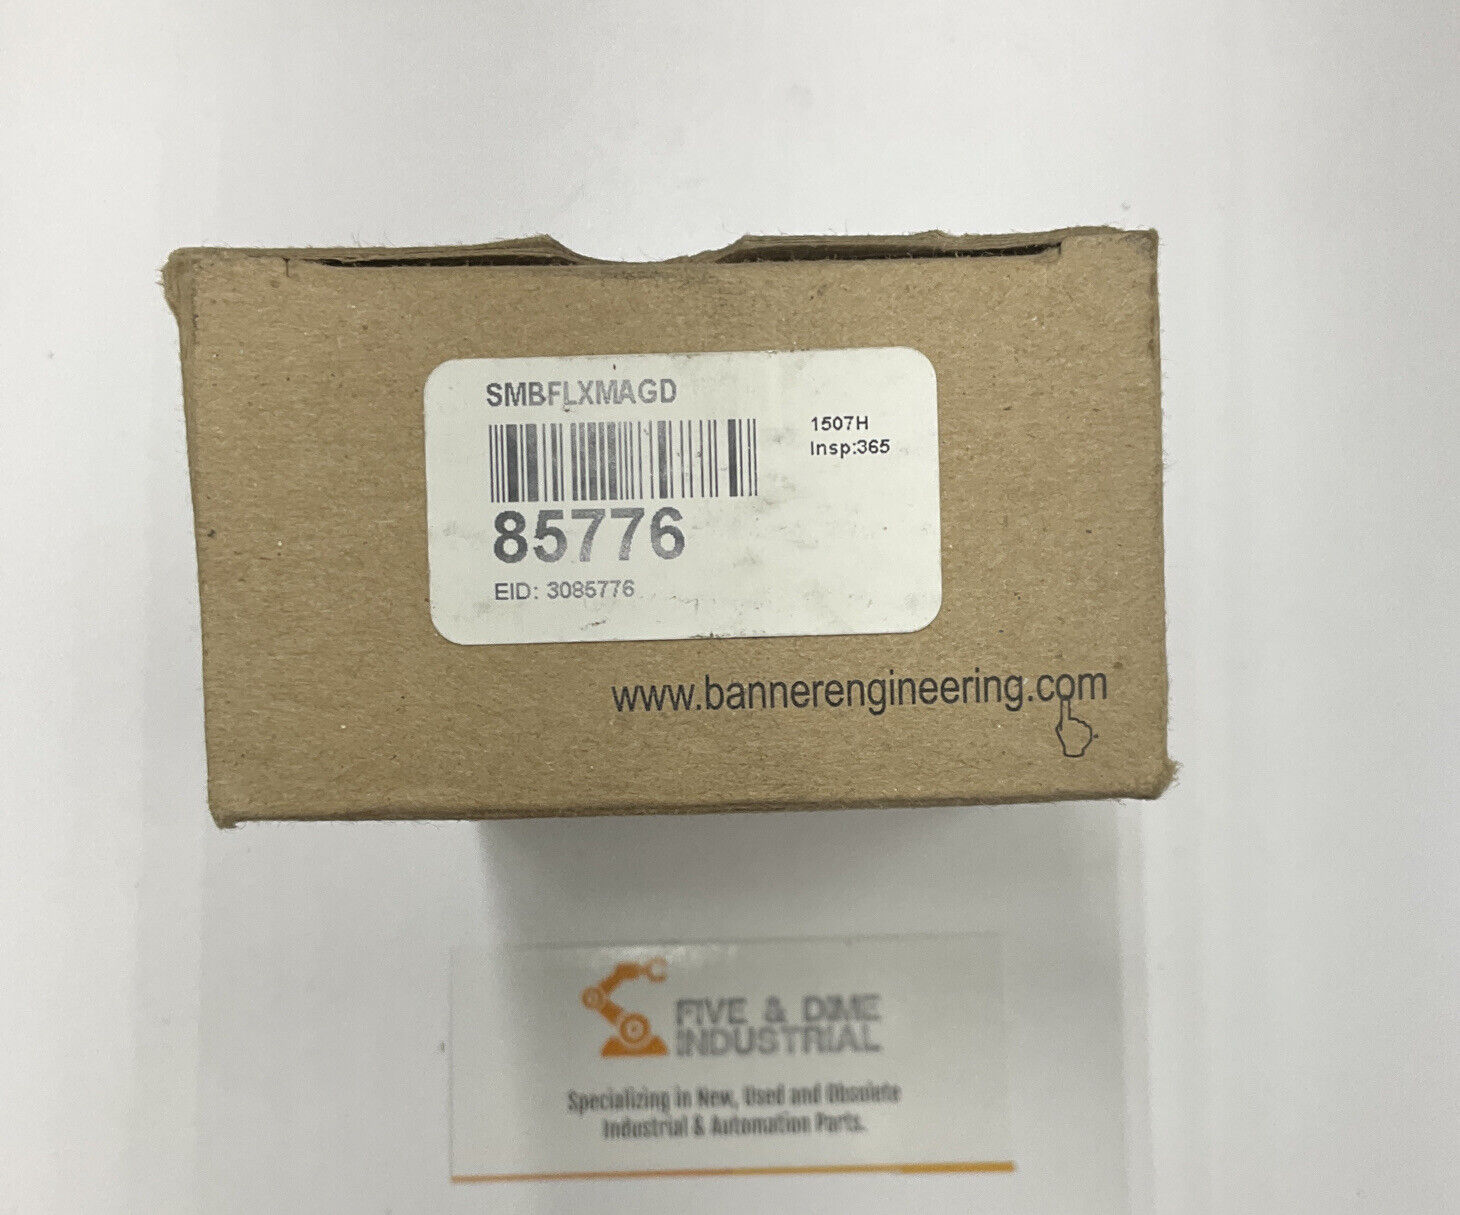 SMBFLXMAGD
1507H
Insp:365
85776
EID: 3085776
www.bannerengineering.com
FIVE & DIME
INDUSTRIAL
Specializing in New, Used and Obsolete
Industrial & Automation Parts.